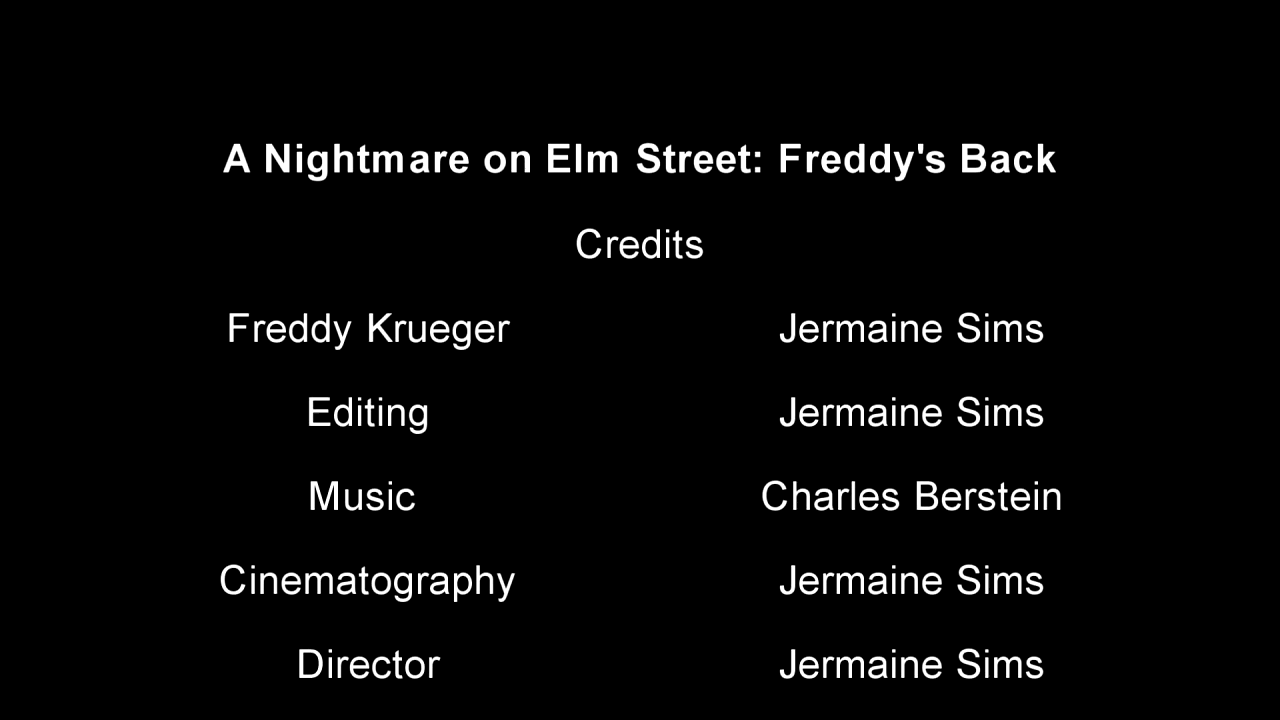 A Nightmare on Elm Street: Freddy's Back
Credits
Freddy Krueger Jermaine Sims
Editing Jermaine Sims
Music Charles Berstein
Cinematography Jermaine Sims
Director Jermaine Sims